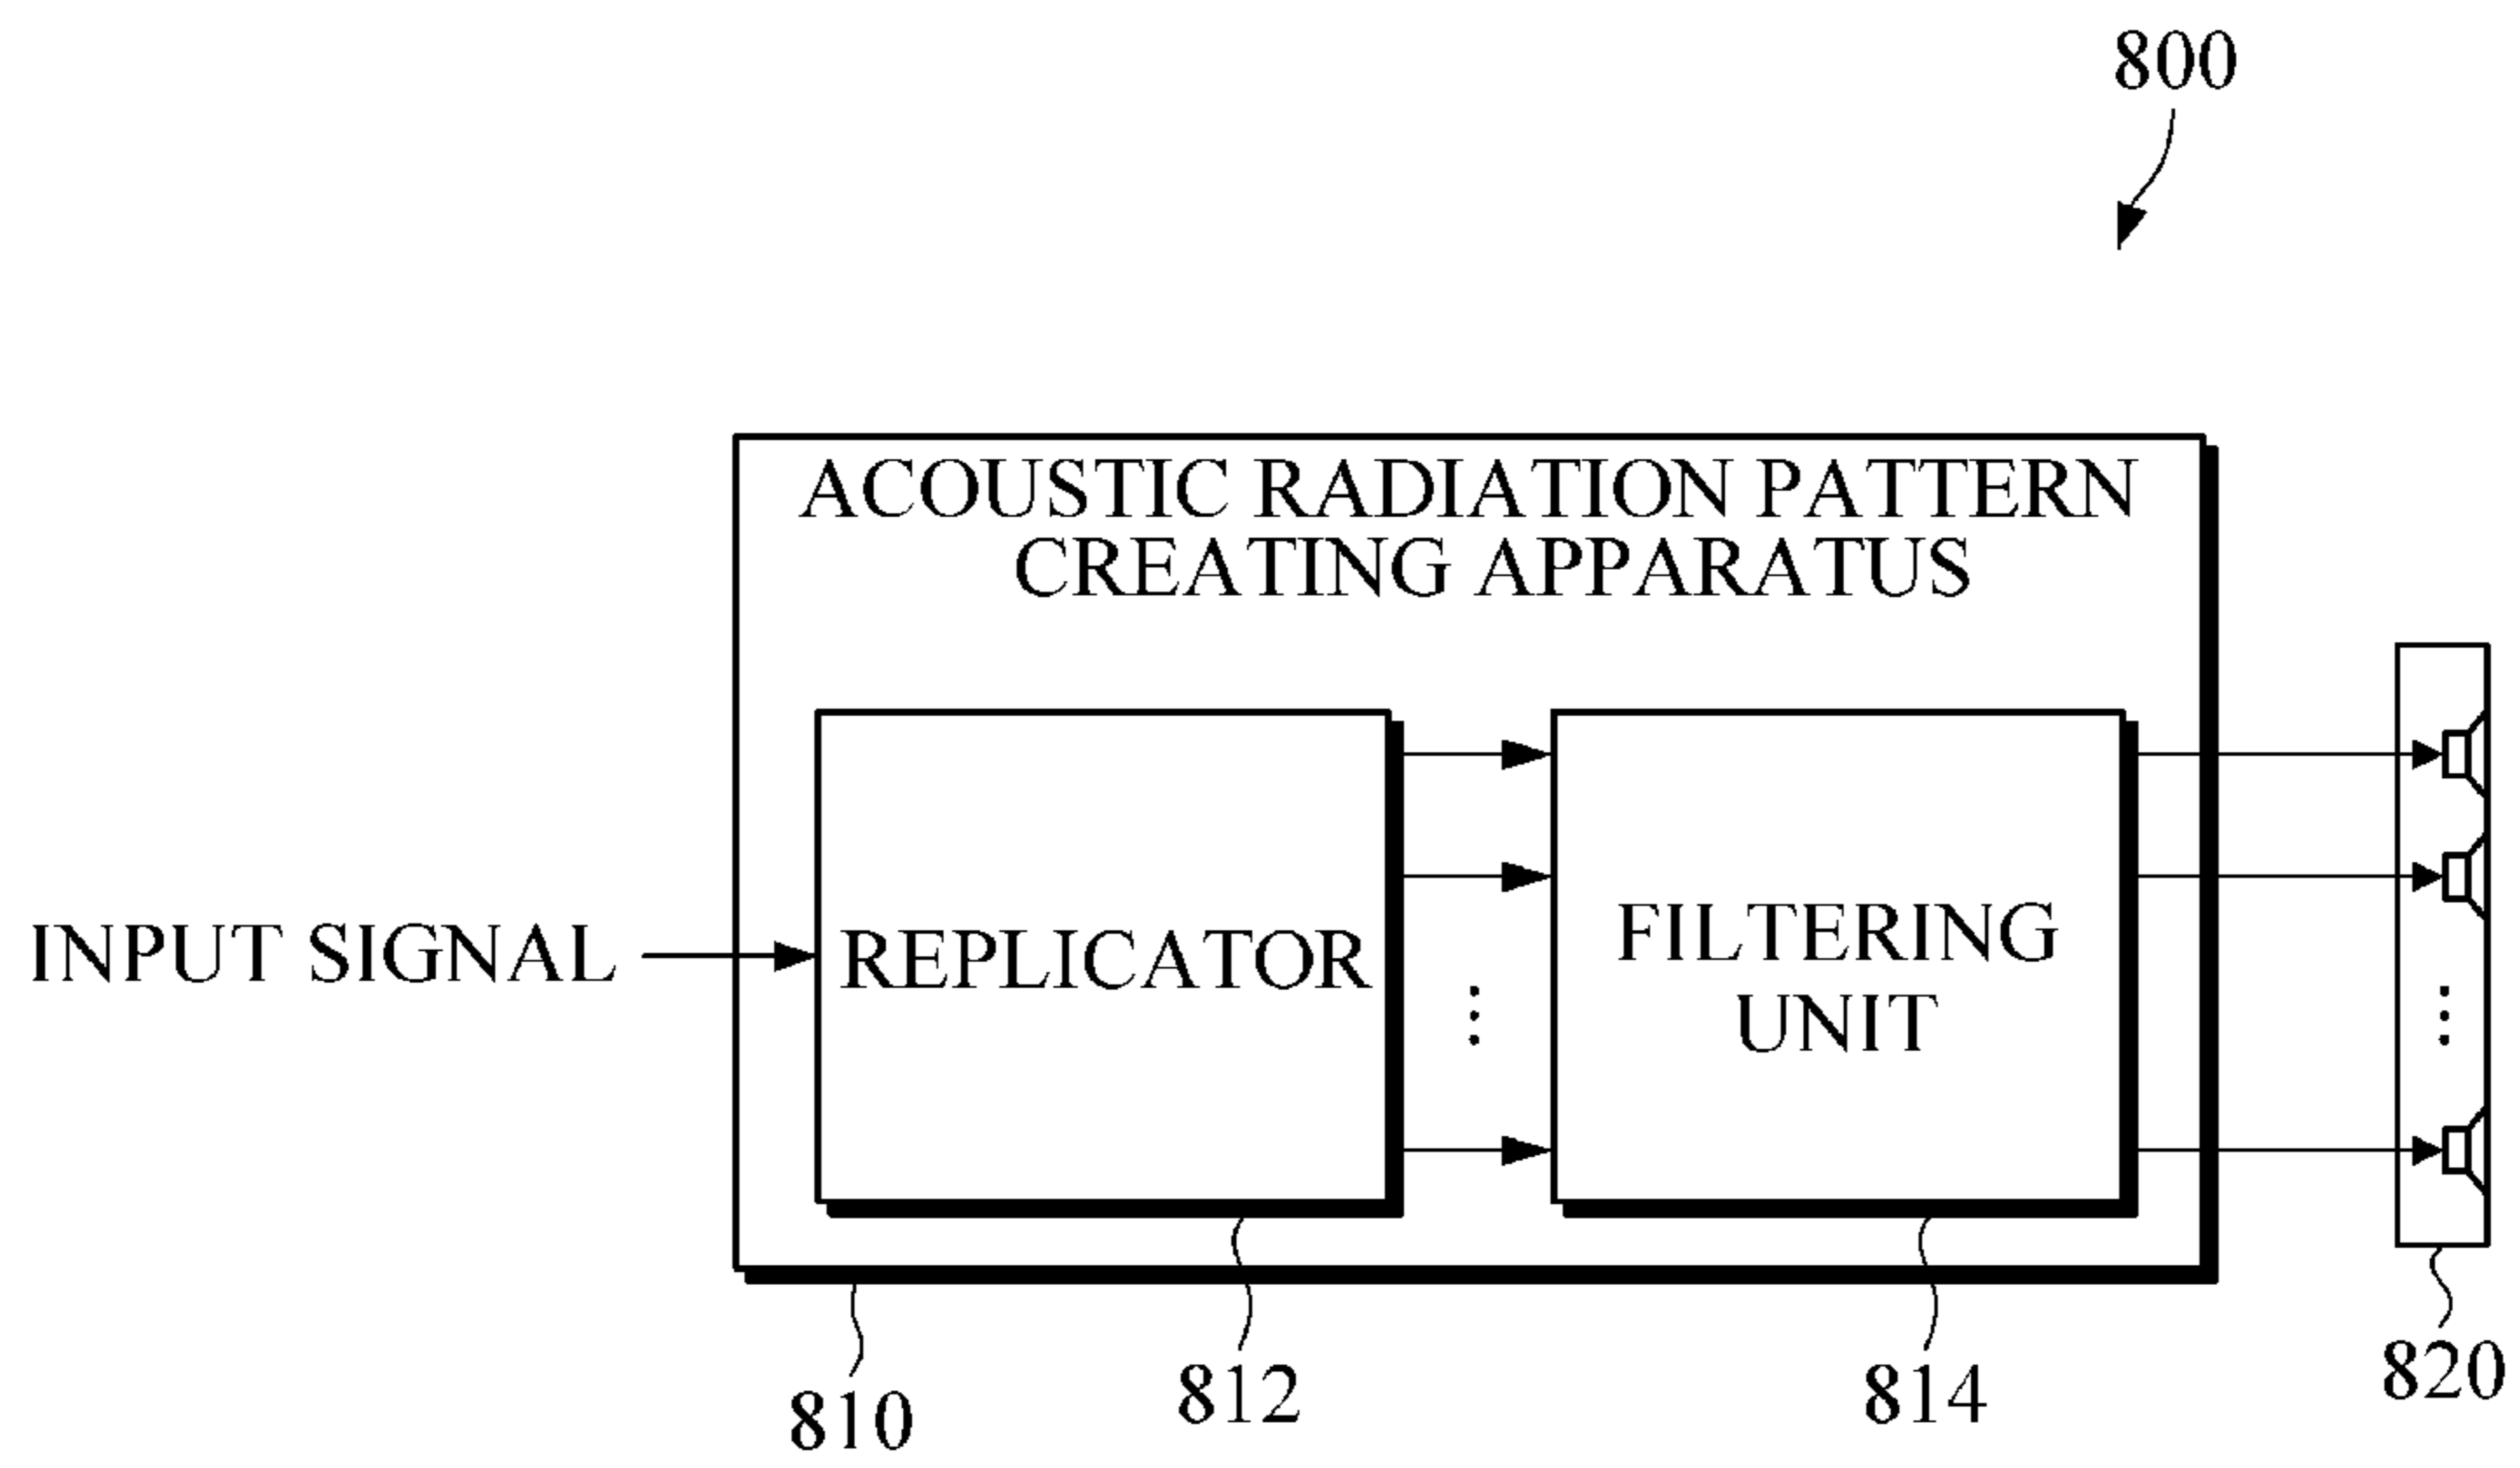 800
ACOUSTIC RADIATION PATTERN
CREATING APPARATUS
INPUT SIGNAL
REPLICATOR
FILTERING
UNIT
810
812
814
820